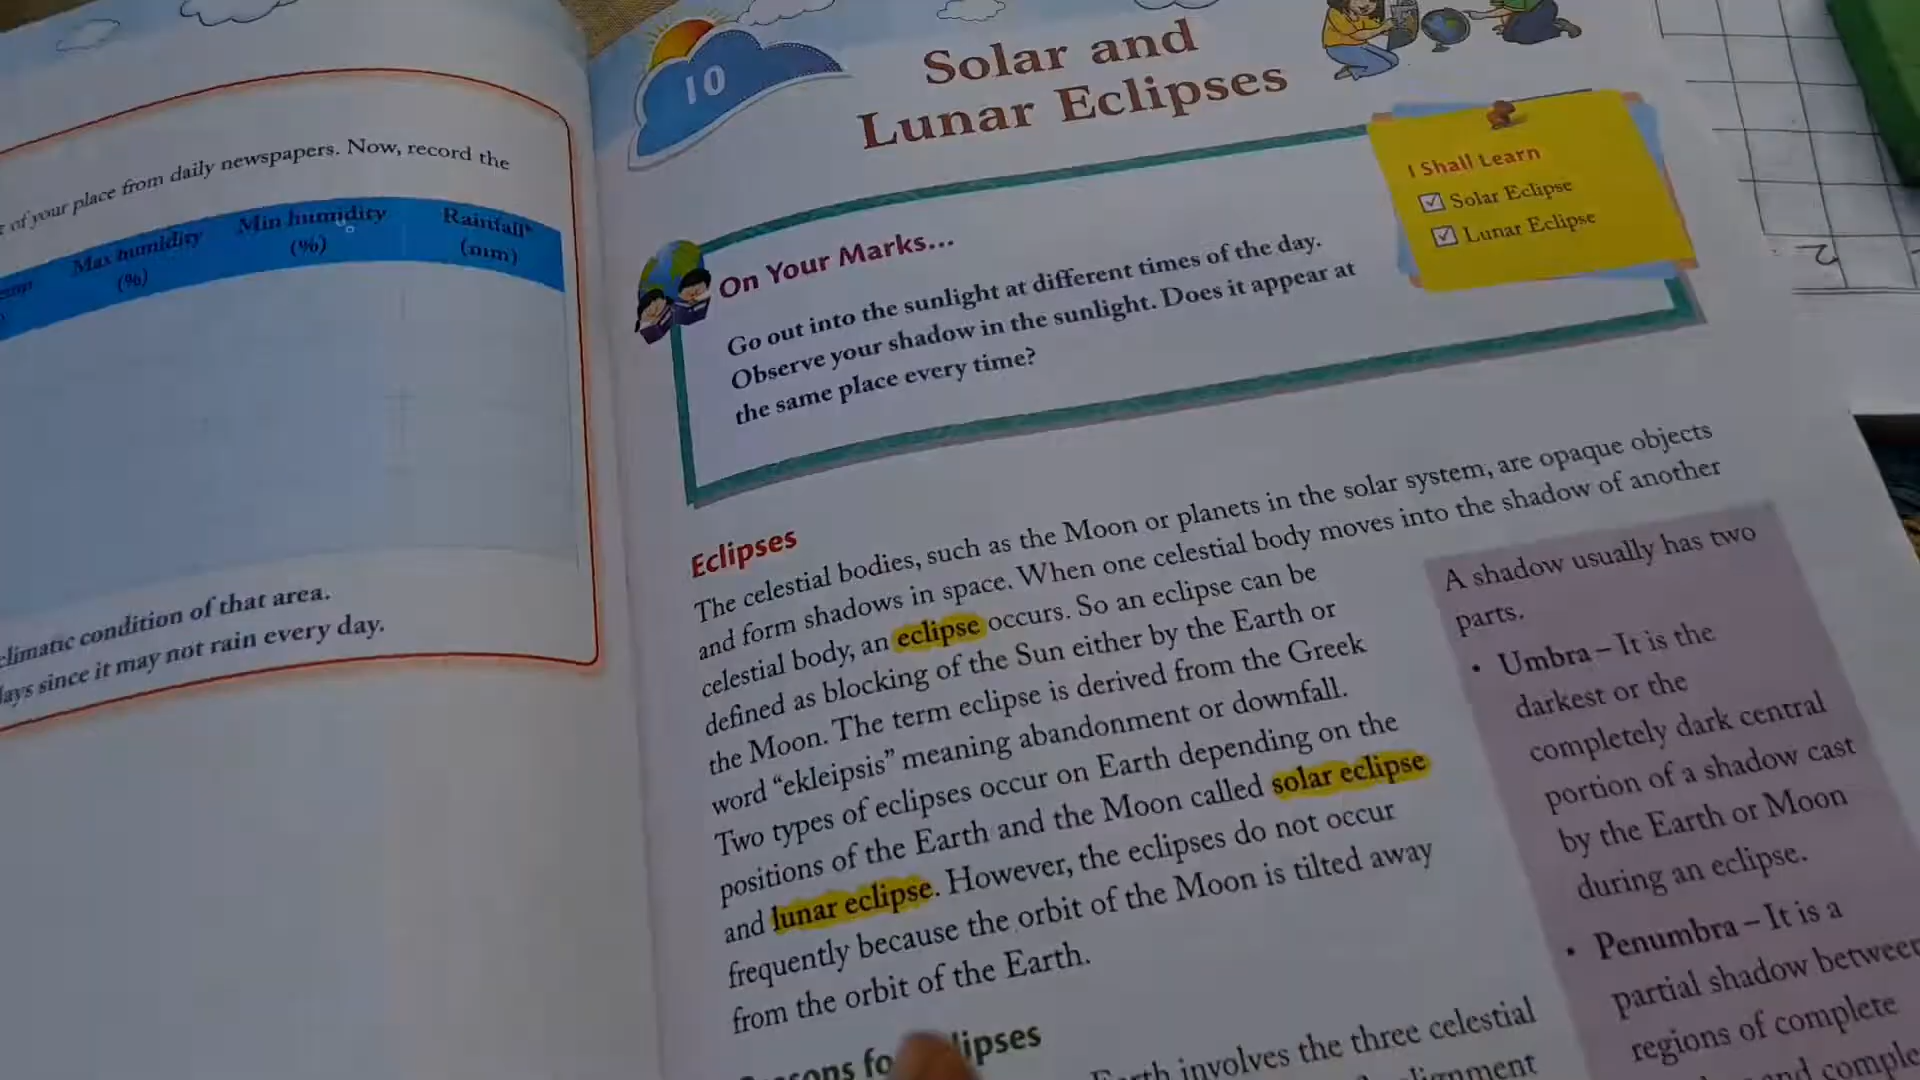 of your place from daily newspapers. Now, record the
Max humidity
(%)
Min humidity
(%)
Rainfall*
(mm)
climatic condition of that area.
days since it may not rain every day.
10
Solar and
Lunar Eclipses
I Shall Learn
Solar Eclipse
Lunar Eclipse
On Your Marks...
Go out into the sunlight at different times of the day.
Observe your shadow in the sunlight. Does it appear at
the same place every time?
Eclipses
The celestial bodies, such as the Moon or planets in the solar system, are opaque objects
and form shadows in space. When one celestial body moves into the shadow of another
celestial body, an eclipse occurs. So an eclipse can be
defined as blocking of the Sun either by the Earth or
the Moon. The term eclipse is derived from the Greek
word “ekleipsis” meaning abandonment or downfall.
Two types of eclipses occur on Earth depending on the
positions of the Earth and the Moon called solar eclipse
and lunar eclipse. However, the eclipses do not occur
frequently because the orbit of the Moon is tilted away
from the orbit of the Earth.
A shadow usually has two
parts.
• Umbra – It is the
darkest or the
completely dark central
portion of a shadow cast
by the Earth or Moon
during an eclipse.
• Penumbra – It is a
partial shadow between
regions of complete
and
Earth involves the three celestial